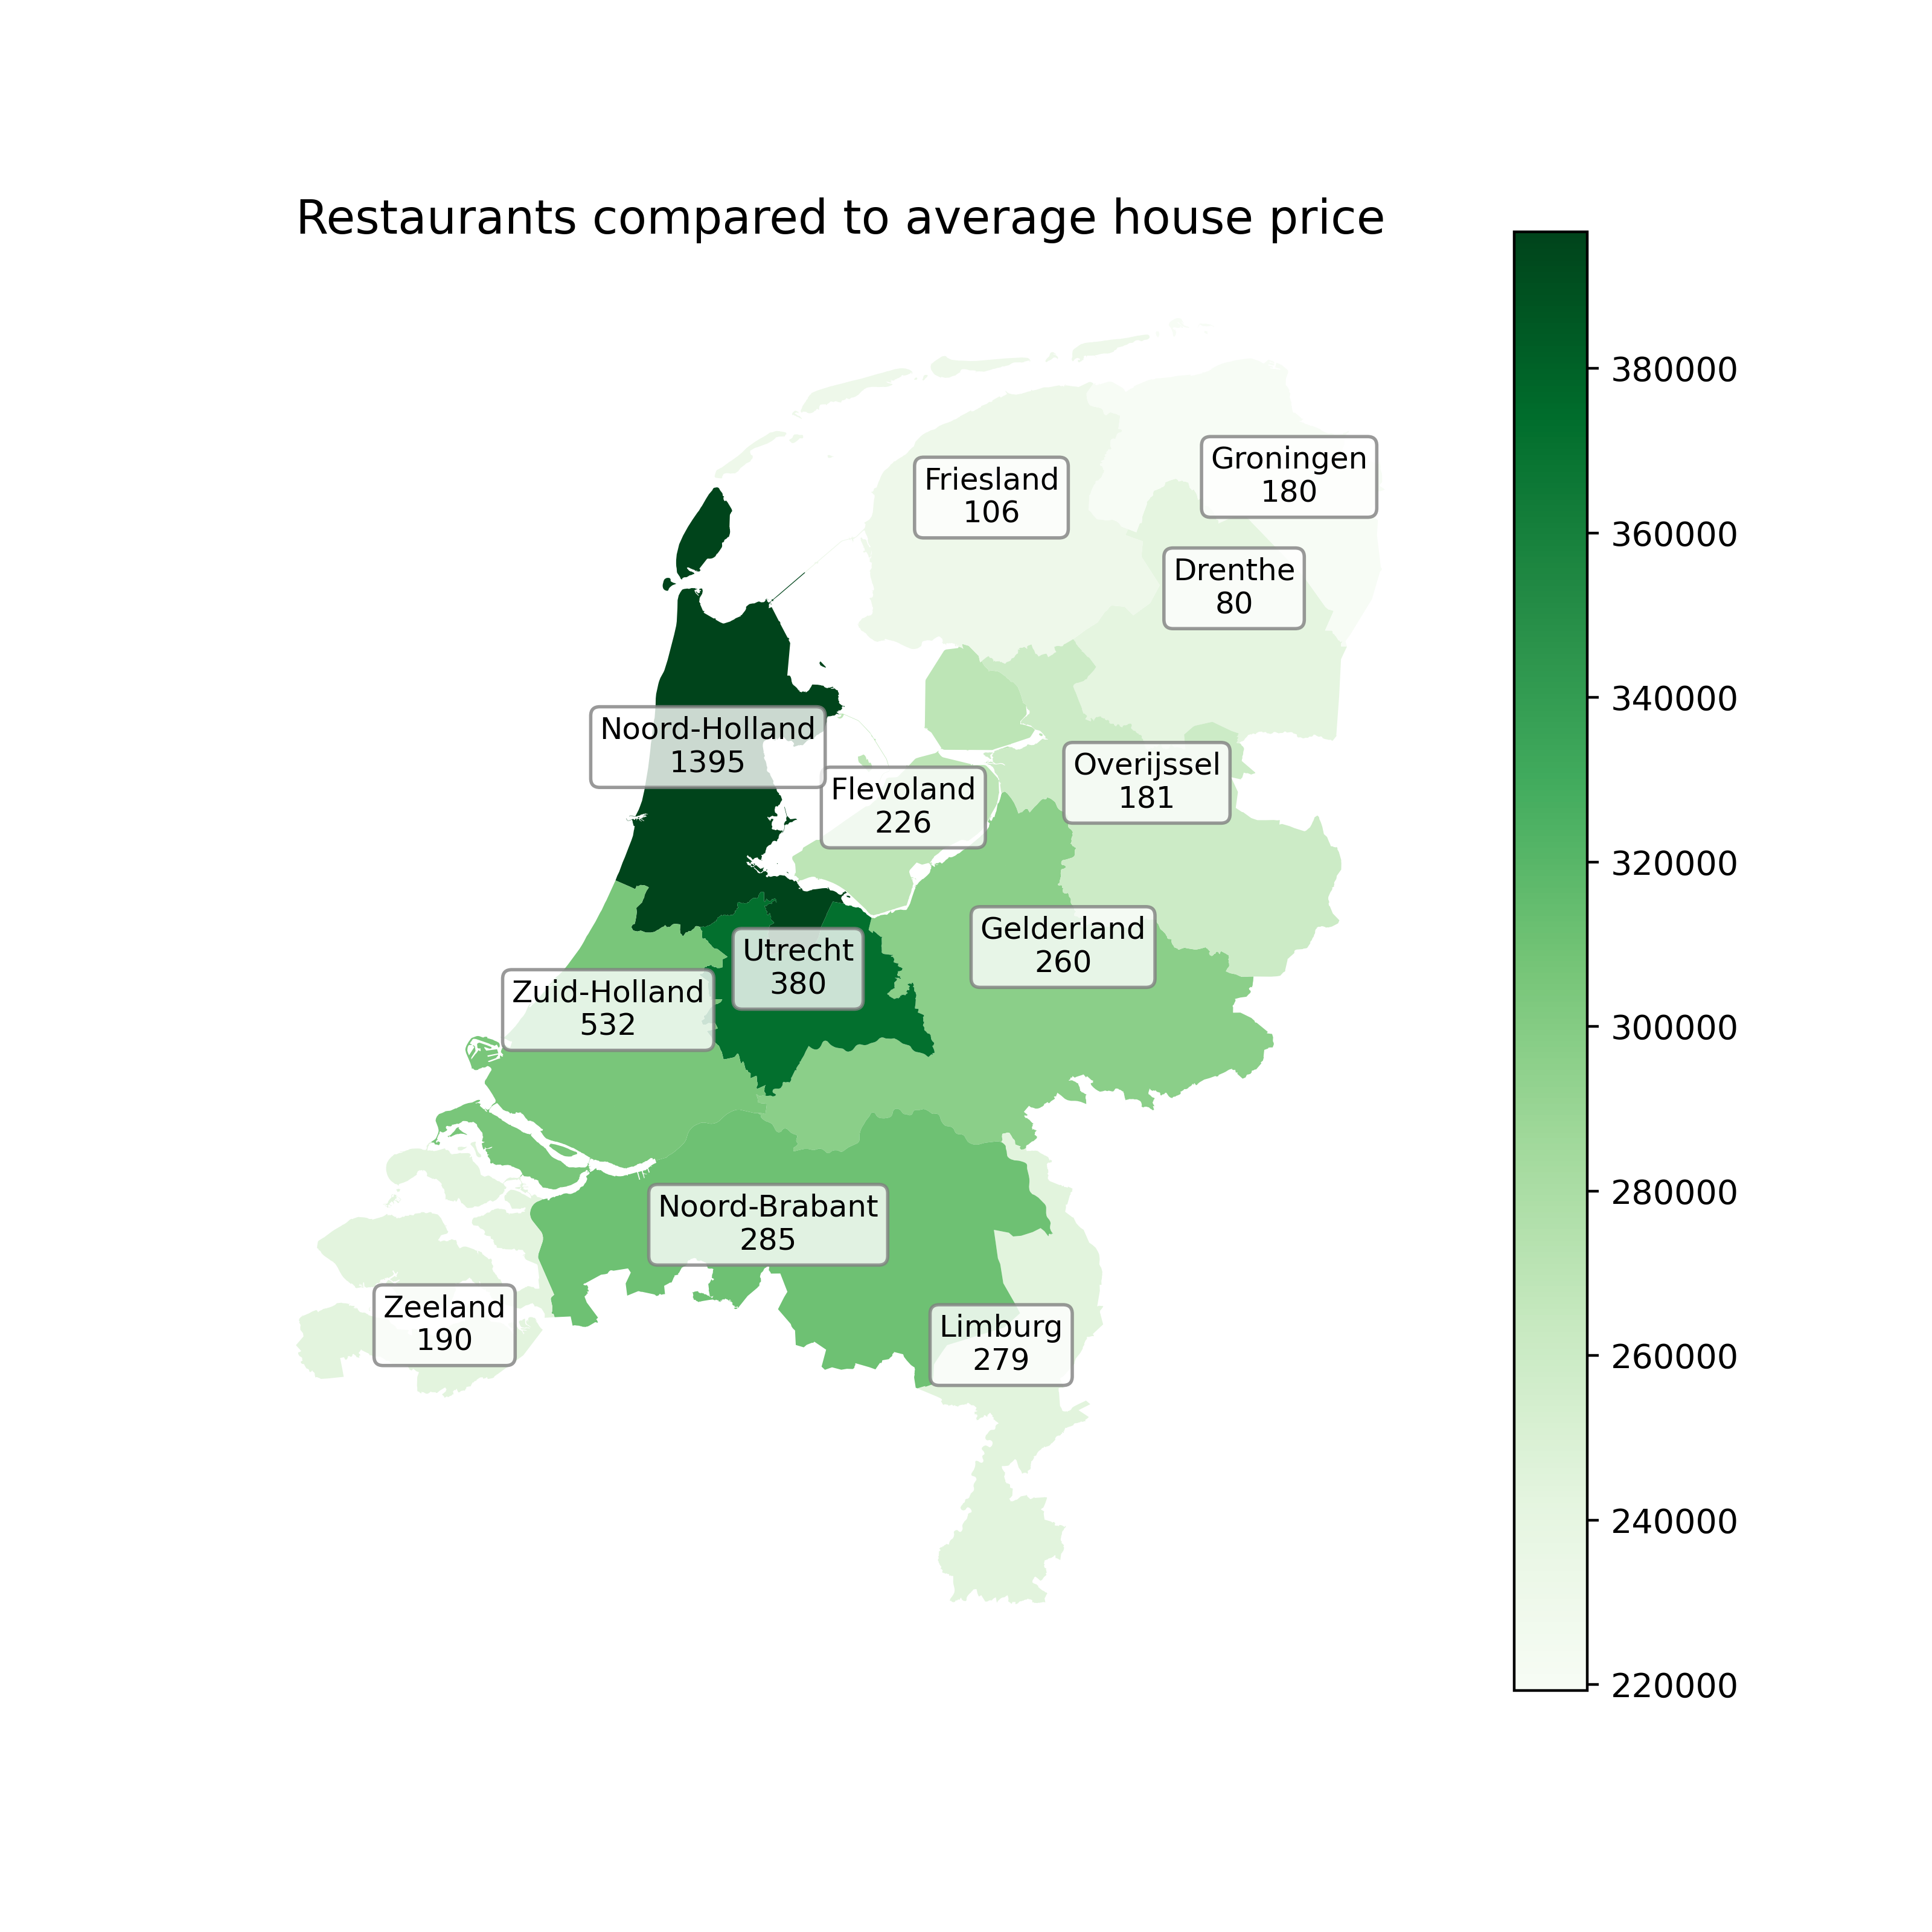 Restaurants compared to average house price
Groningen
180
Friesland
106
Drenthe
80
Noord-Holland
1395
Overijssel
181
Flevoland
226
Gelderland
260
Utrecht
380
Zuid-Holland
532
Noord-Brabant
285
Zeeland
190
Limburg
279
380000
360000
340000
320000
300000
280000
260000
240000
220000